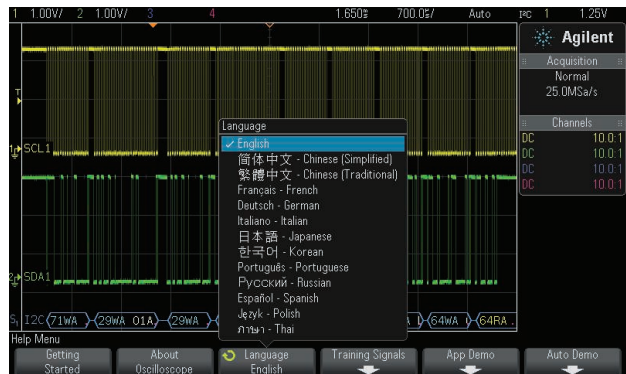 1 1.00V/ 2 1.00V/ 3 4 1.650s 700.0s/ Auto I²C 1 1.25V
Agilent
Acquisition
Normal
25.0MSa/s
Channels
DC 10.0:1
DC 10.0:1
DC 10.0:1
DC 10.0:1
T
SCL1
SDA1
Language
English
简体中文 - Chinese (Simplified)
繁體中文 - Chinese (Traditional)
Français - French
Deutsch - German
Italiano - Italian
日本語 - Japanese
한국어 - Korean
Português - Portuguese
Русский - Russian
Español - Spanish
Język - Polish
ภาษา - Thai
S₁ I2C 71WA 29WA 01A 29WA 64WA 64RA
Help Menu
Getting Started
About Oscilloscope
Language English
Training Signals
App Demo
Auto Demo